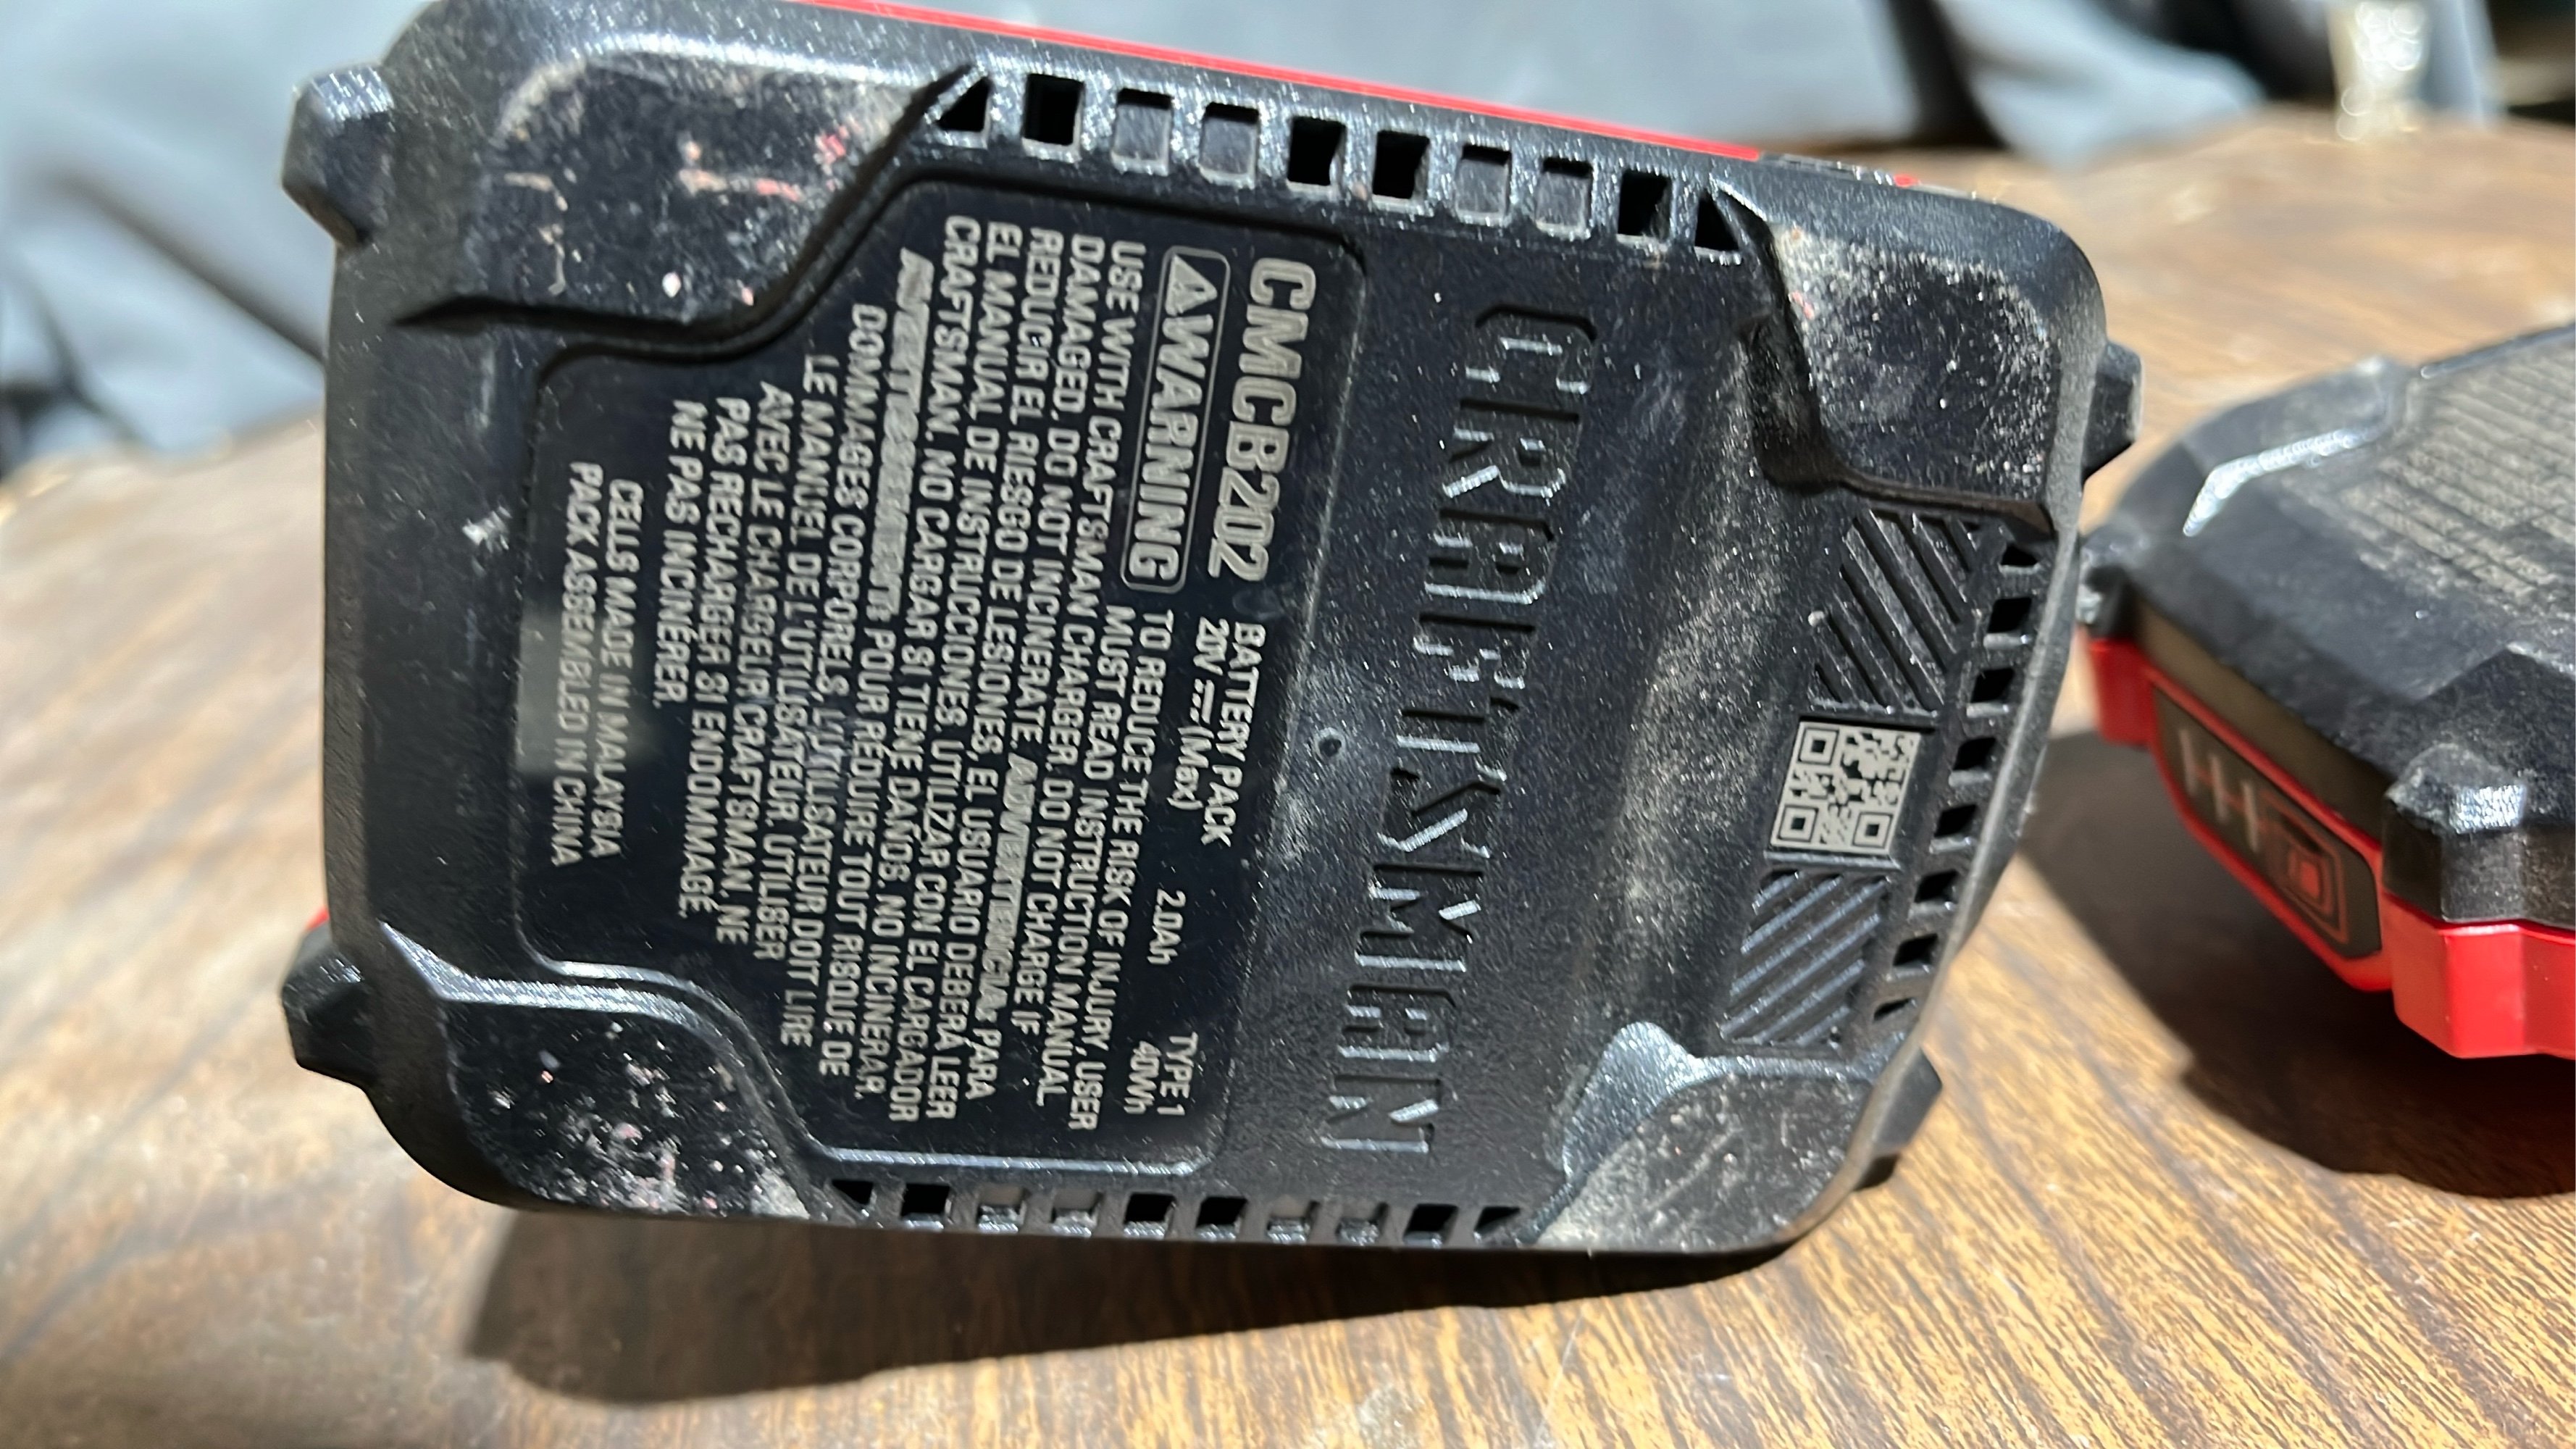 CRAFTSMAN
CMCB202 BATTERY PACK TYPE 1
20V (Max) 2.0Ah 40Wh
WARNING TO REDUCE THE RISK OF INJURY, USER
MUST READ INSTRUCTION MANUAL
USE WITH CRAFTSMAN CHARGER. DO NOT CHARGE IF
DAMAGED. DO NOT INCINERATE. ADVERTENCIA: PARA
REDUCIR EL RIESGO DE LESIONES, EL USUARIO DEBERÁ LEER
EL MANUAL DE INSTRUCCIONES. UTILIZAR CON EL CARGADOR
CRAFTSMAN. NO CARGAR SI TIENE DAÑOS. NO INCINERAR.
AVERTISSEMENT: POUR RÉDUIRE TOUT RISQUE DE
DOMMAGES CORPORELS, L'UTILISATEUR DOIT LIRE
LE MANUEL DE L'UTILISATEUR. UTILISER
AVEC LE CHARGEUR CRAFTSMAN. NE
PAS RECHARGER SI ENDOMMAGÉ.
NE PAS INCINÉRER.
CELLS MADE IN MALAYSIA
PACK ASSEMBLED IN CHINA